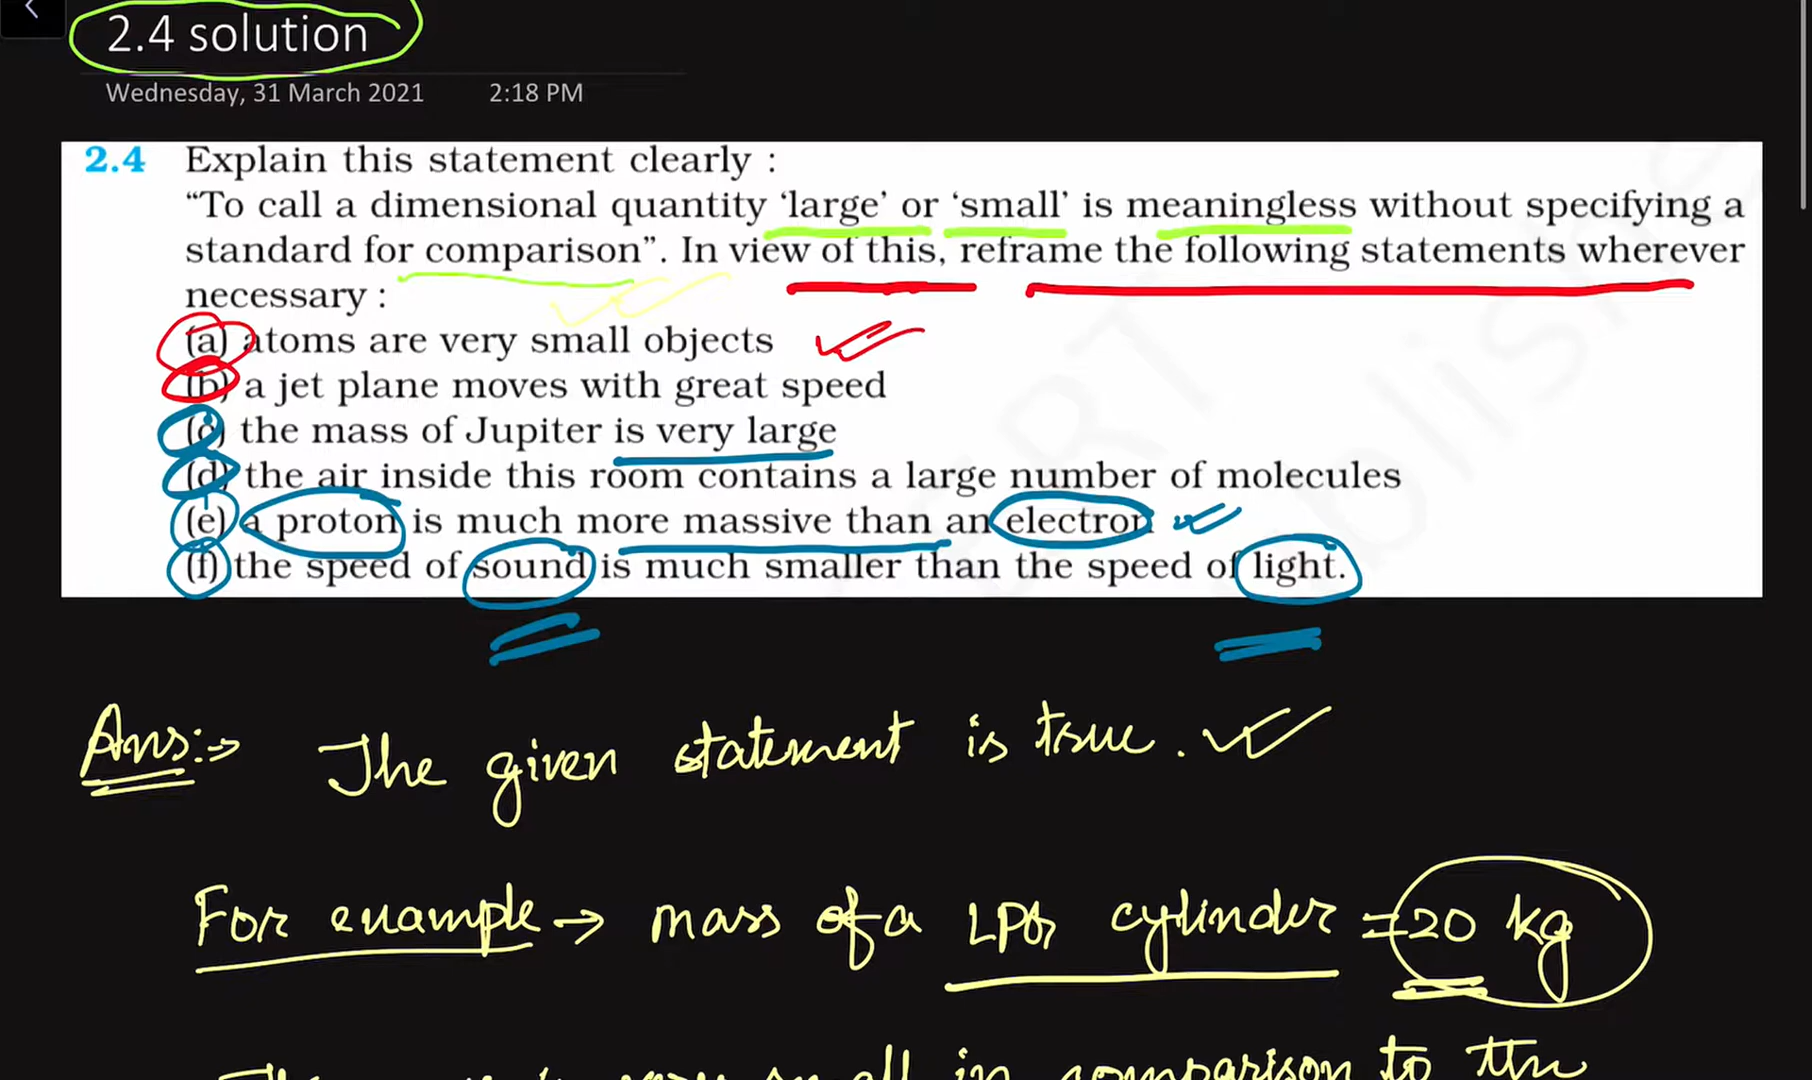 2.4 solution
Wednesday, 31 March 2021 2:18 PM
2.4 Explain this statement clearly :
“To call a dimensional quantity ‘large’ or ‘small’ is meaningless without specifying a
standard for comparison”. In view of this, reframe the following statements wherever
necessary :
(a) atoms are very small objects
(b) a jet plane moves with great speed
(c) the mass of Jupiter is very large
(d) the air inside this room contains a large number of molecules
(e) a proton is much more massive than an electron
(f) the speed of sound is much smaller than the speed of light.
Ans:→ The given statement is true.
For example → mass of a LPG cylinder = 20 kg
small in comparison to the